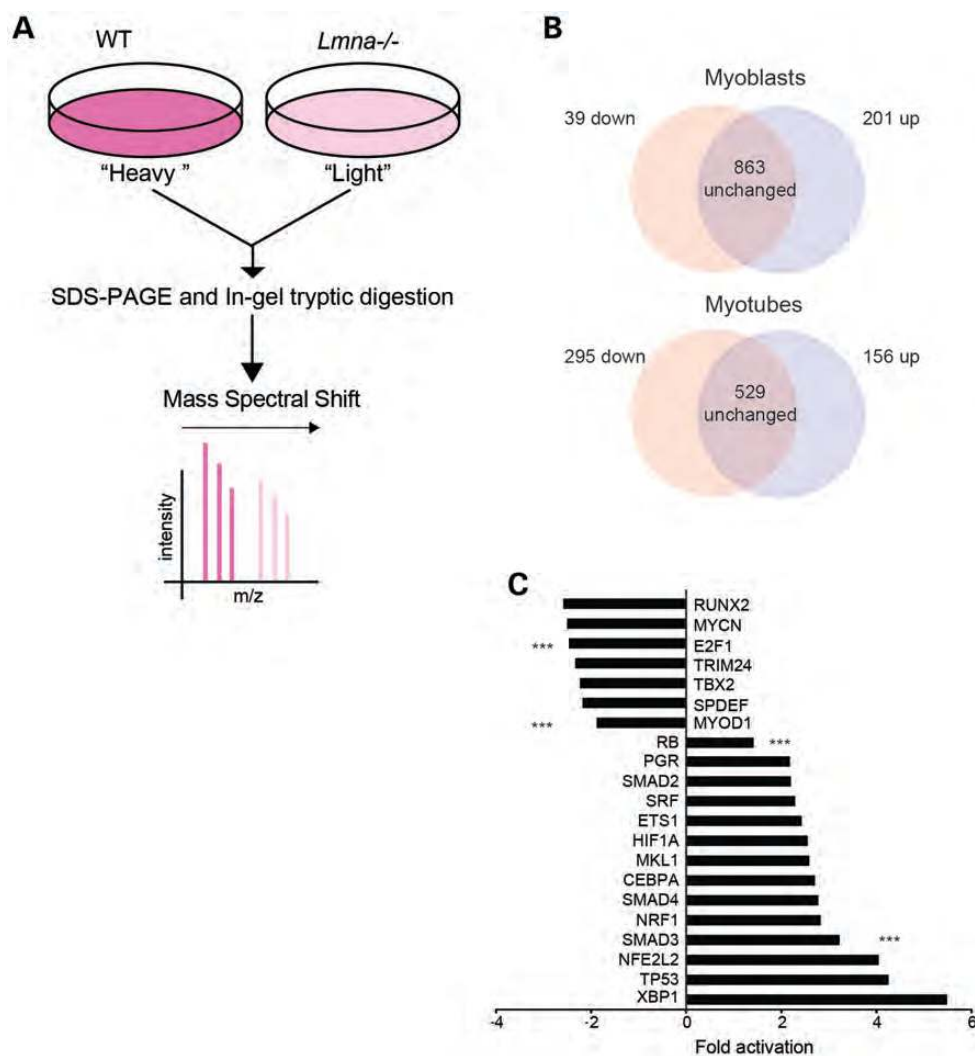 A
WT
Lmna-/-
"Heavy "
"Light"
SDS-PAGE and In-gel tryptic digestion
Mass Spectral Shift
intensity
m/z
B
Myoblasts
39 down
201 up
863
unchanged
Myotubes
295 down
156 up
529
unchanged
C
RUNX2
MYCN
*** E2F1
TRIM24
TBX2
SPDEF
*** MYOD1
RB ***
PGR
SMAD2
SRF
ETS1
HIF1A
MKL1
CEBPA
SMAD4
NRF1
SMAD3 ***
NFE2L2
TP53
XBP1
-4 -2 0 2 4 6
Fold activation